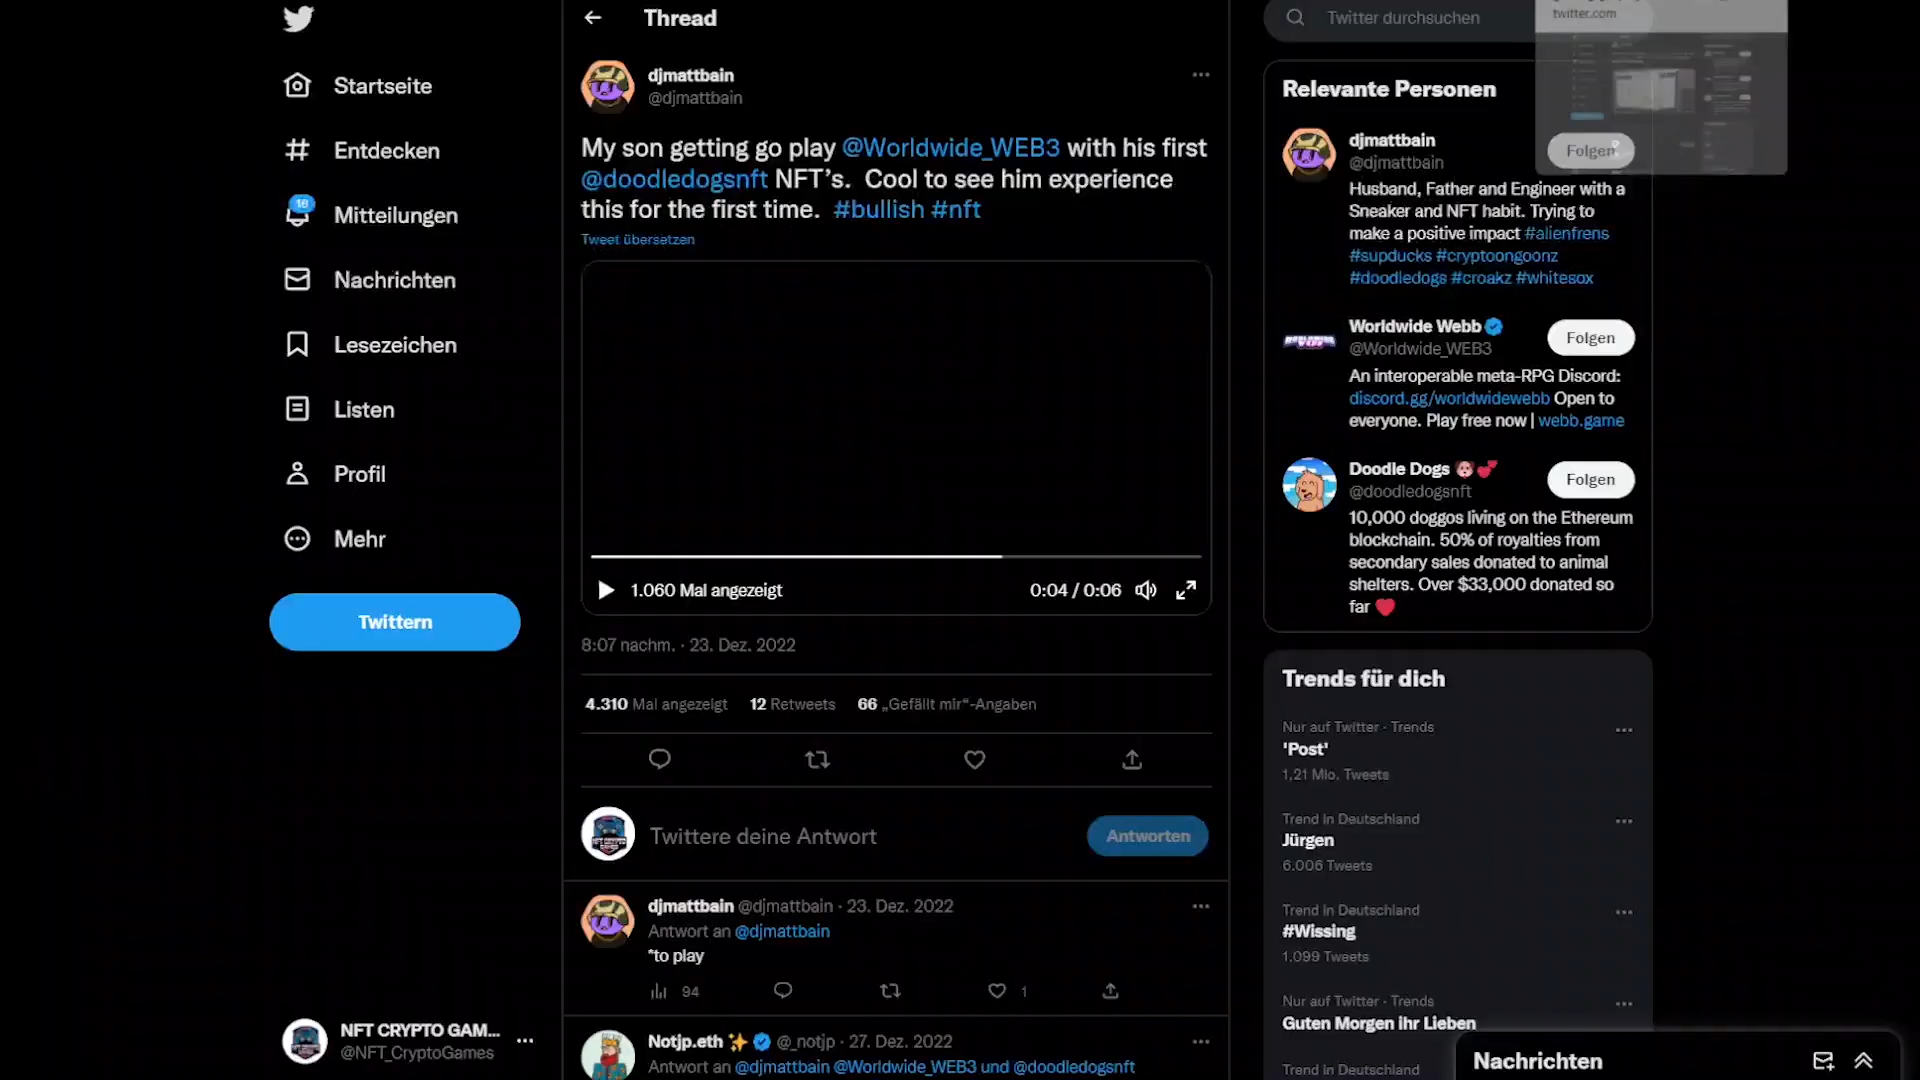 Thread
Twitter durchsuchen
twitter.com
Startseite
Entdecken
16
Mitteilungen
Nachrichten
Lesezeichen
Listen
Profil
Mehr
Twittern
NFT CRYPTO GAM...
@NFT_CryptoGames
djmattbain
@djmattbain
My son getting go play @Worldwide_WEB3 with his first
@doodledogsnft NFT's. Cool to see him experience
this for the first time. #bullish #nft
Tweet übersetzen
1.060 Mal angezeigt
0:04 / 0:06
8:07 nachm. · 23. Dez. 2022
4.310 Mal angezeigt 12 Retweets 66 „Gefällt mir“-Angaben
Twittere deine Antwort
Antworten
djmattbain @djmattbain · 23. Dez. 2022
Antwort an @djmattbain
*to play
94
1
Notjp.eth ✨ @_notjp · 27. Dez. 2022
Antwort an @djmattbain @Worldwide_WEB3 und @doodledogsnft
Relevante Personen
djmattbain
@djmattbain
Folgen
Husband, Father and Engineer with a
Sneaker and NFT habit. Trying to
make a positive impact #alienfrens
#supducks #cryptoongoonz
#doodledogs #croakz #whitesox
Worldwide Webb
@Worldwide_WEB3
Folgen
An interoperable meta-RPG Discord:
discord.gg/worldwidewebb Open to
everyone. Play free now | webb.game
Doodle Dogs 🐶💕
@doodledogsnft
Folgen
10,000 doggos living on the Ethereum
blockchain. 50% of royalties from
secondary sales donated to animal
shelters. Over $33,000 donated so
far ❤️
Trends für dich
Nur auf Twitter · Trends
'Post'
1,21 Mio. Tweets
Trend in Deutschland
Jürgen
6.006 Tweets
Trend in Deutschland
#Wissing
1.099 Tweets
Nur auf Twitter · Trends
Guten Morgen ihr Lieben
Trend in Deutschland
Nachrichten